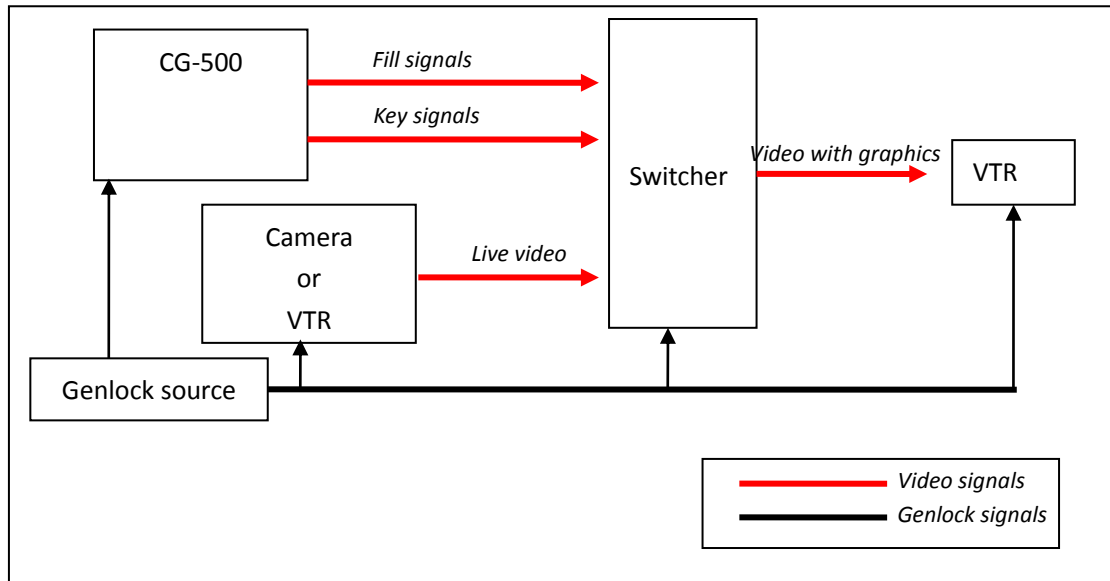 CG-500
Fill signals
Key signals
Switcher
Video with graphics
VTR
Camera
or
VTR
Live video
Genlock source
Video signals
Genlock signals